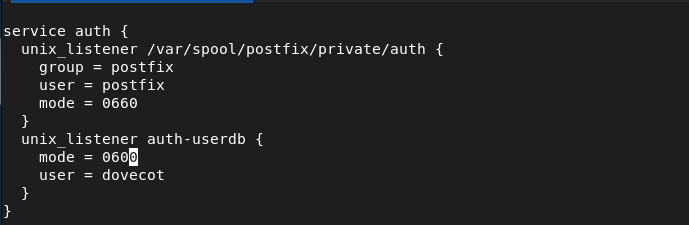 service auth {
  unix_listener /var/spool/postfix/private/auth {
    group = postfix
    user = postfix
    mode = 0660
  }
  unix_listener auth-userdb {
    mode = 0600
    user = dovecot
  }
}